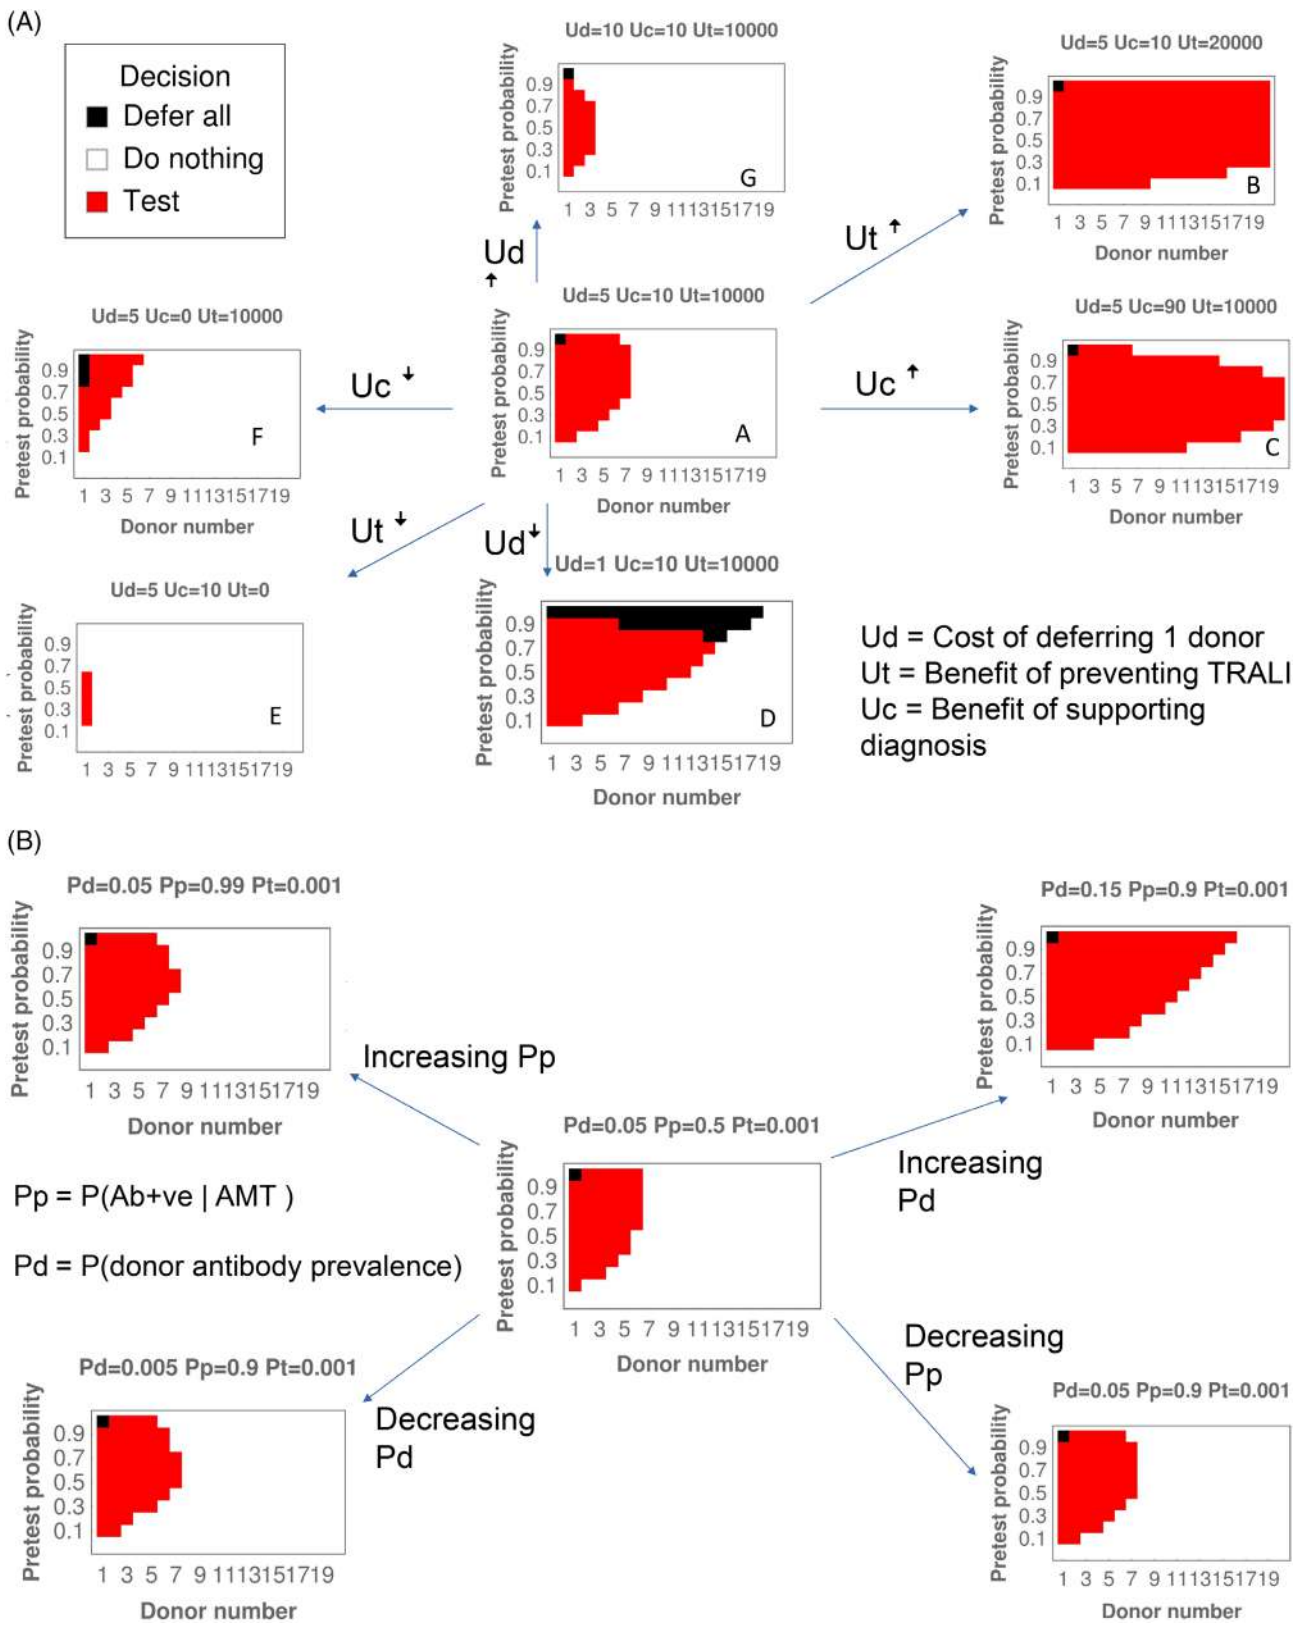 (A)
Decision
Defer all
Do nothing
Test
Ud=10 Uc=10 Ut=10000
Pretest probability
0.9
0.7
0.5
0.3
0.1
1 3 5 7 9 1113151719
G
Ud=5 Uc=10 Ut=20000
Pretest probability
0.9
0.7
0.5
0.3
0.1
1 3 5 7 9 1113151719
Donor number
B
Ud ↑
Ut ↑
Ud=5 Uc=0 Ut=10000
Pretest probability
0.9
0.7
0.5
0.3
0.1
1 3 5 7 9 1113151719
Donor number
F
Uc ↓
Ud=5 Uc=10 Ut=10000
Pretest probability
0.9
0.7
0.5
0.3
0.1
1 3 5 7 9 1113151719
Donor number
A
Uc ↑
Ud=5 Uc=90 Ut=10000
Pretest probability
0.9
0.7
0.5
0.3
0.1
1 3 5 7 9 1113151719
Donor number
C
Ut ↓
Ud↓
Ud=5 Uc=10 Ut=0
Pretest probability
0.9
0.7
0.5
0.3
0.1
1 3 5 7 9 1113151719
E
Ud=1 Uc=10 Ut=10000
Pretest probability
0.9
0.7
0.5
0.3
0.1
1 3 5 7 9 1113151719
Donor number
D
Ud = Cost of deferring 1 donor
Ut = Benefit of preventing TRALI
Uc = Benefit of supporting
diagnosis
(B)
Pd=0.05 Pp=0.99 Pt=0.001
Pretest probability
0.9
0.7
0.5
0.3
0.1
1 3 5 7 9 1113151719
Donor number
Increasing Pp
Pd=0.15 Pp=0.9 Pt=0.001
Pretest probability
0.9
0.7
0.5
0.3
0.1
1 3 5 7 9 1113151719
Donor number
Increasing
Pd
Pp = P(Ab+ve | AMT )
Pd = P(donor antibody prevalence)
Pd=0.05 Pp=0.5 Pt=0.001
Pretest probability
0.9
0.7
0.5
0.3
0.1
1 3 5 7 9 1113151719
Donor number
Pd=0.005 Pp=0.9 Pt=0.001
Pretest probability
0.9
0.7
0.5
0.3
0.1
1 3 5 7 9 1113151719
Donor number
Decreasing
Pd
Decreasing
Pp
Pd=0.05 Pp=0.9 Pt=0.001
Pretest probability
0.9
0.7
0.5
0.3
0.1
1 3 5 7 9 1113151719
Donor number